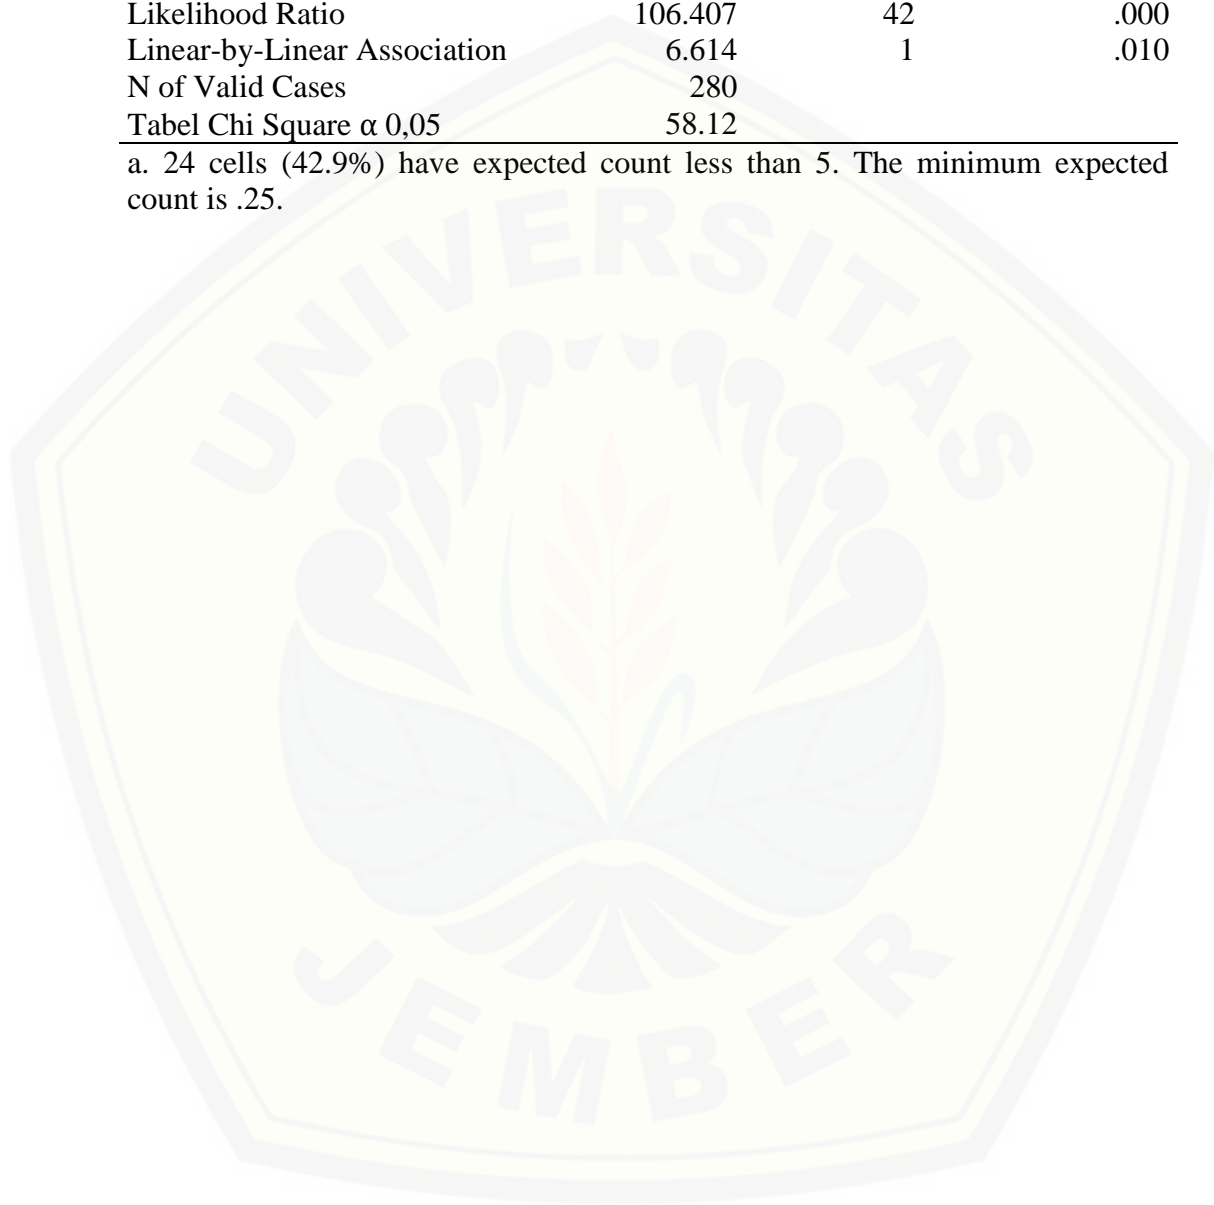 Likelihood Ratio 106.407 42 .000
Linear-by-Linear Association 6.614 1 .010
N of Valid Cases 280
Tabel Chi Square α 0,05 58.12
a. 24 cells (42.9%) have expected count less than 5. The minimum expected
count is .25.
UNIVERSITAS
JEMBER